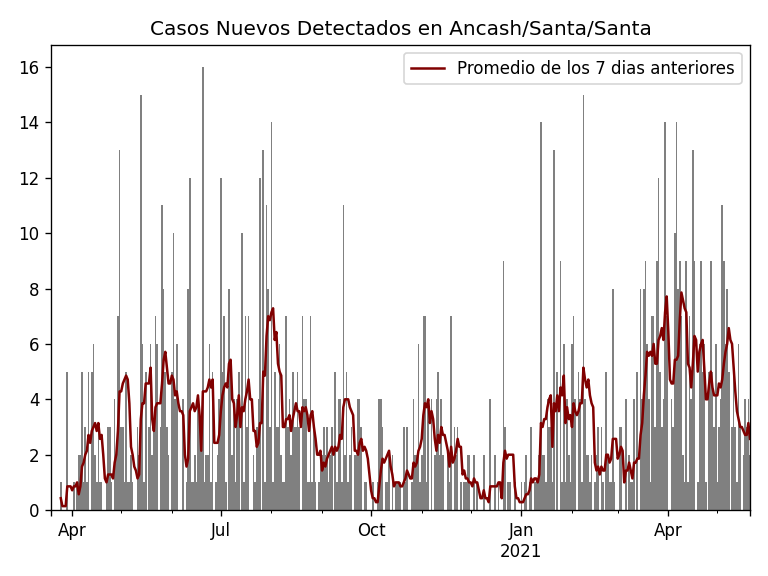 Casos Nuevos Detectados en Ancash/Santa/Santa
Promedio de los 7 dias anteriores
16
14
12
10
8
6
4
2
0
Apr
Jul
Oct
Jan
2021
Apr